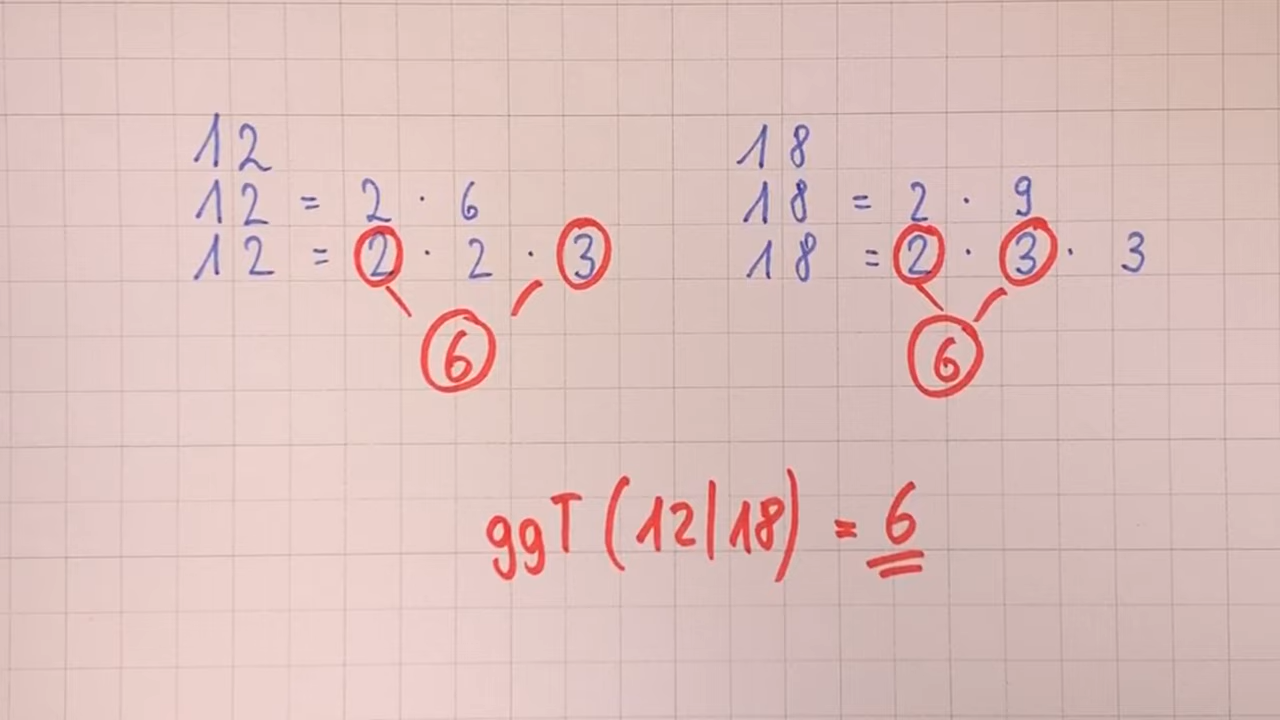 12
12 = 2 · 6
12 = 2 · 2 · 3
6
18
18 = 2 · 9
18 = 2 · 3 · 3
6
ggT (12|18) = 6